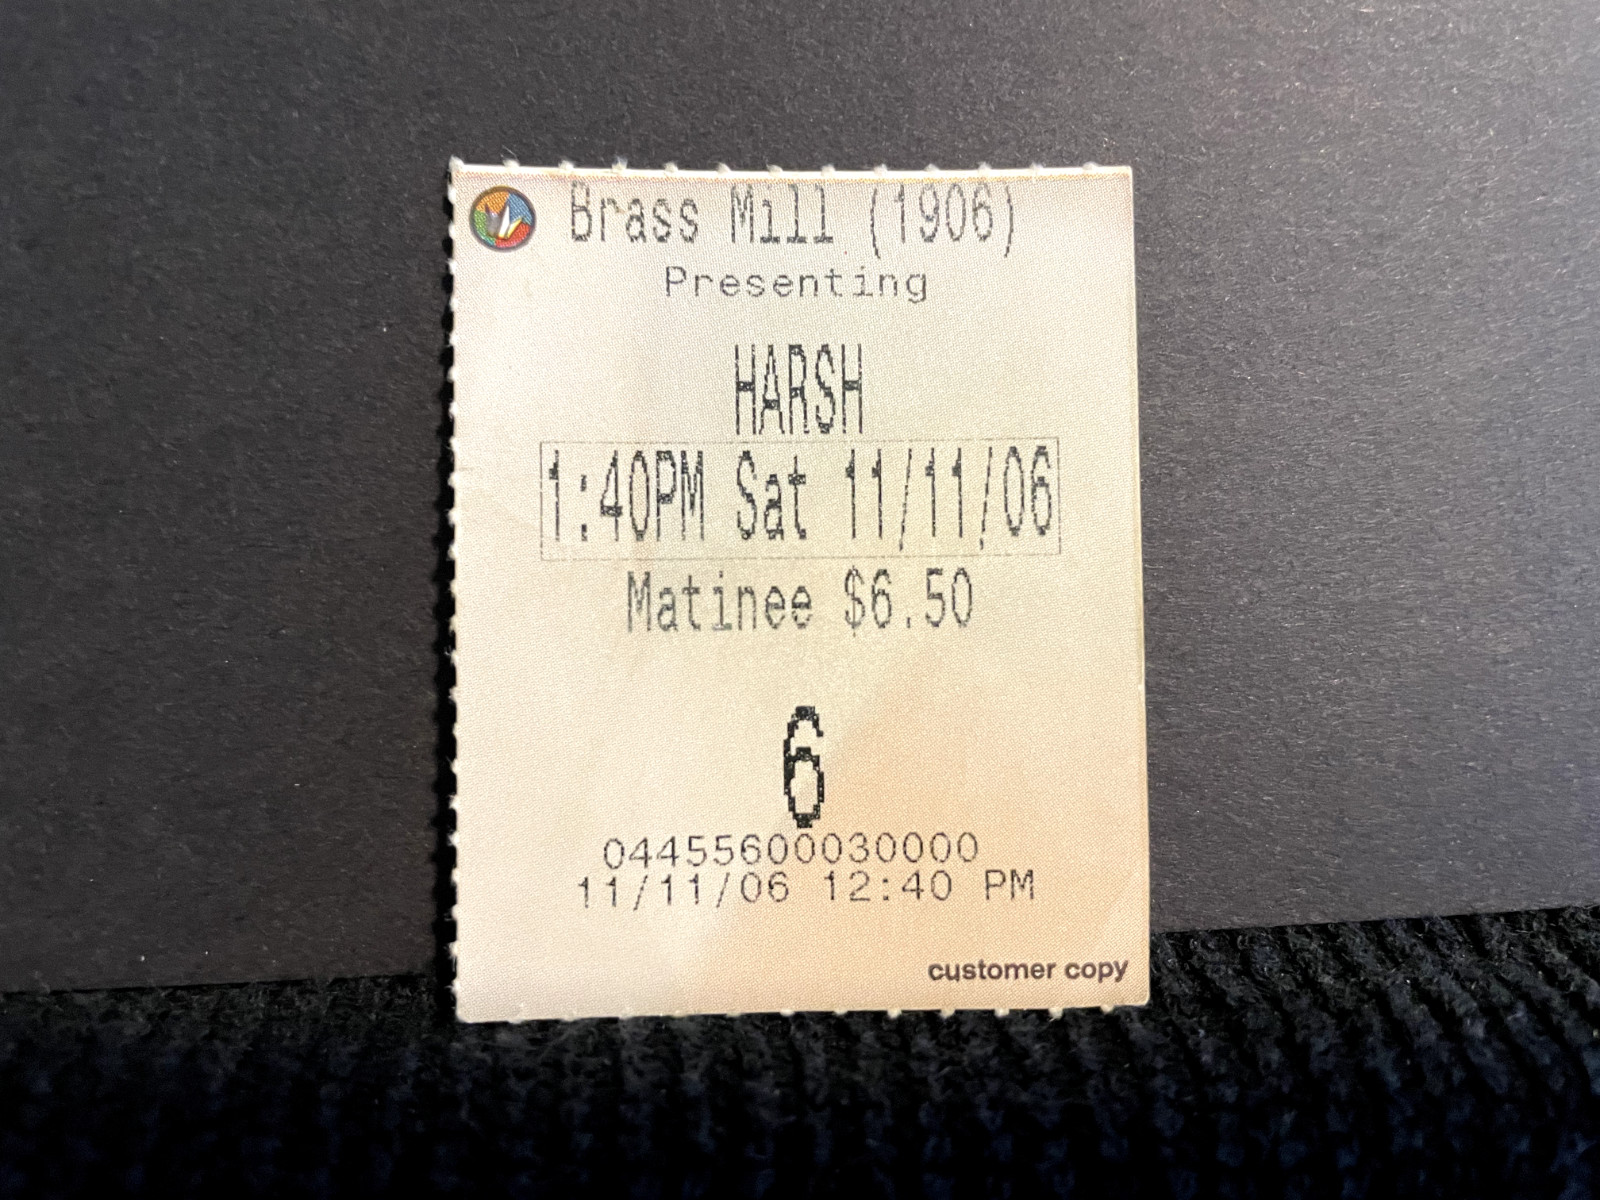 Brass Mill (1906)
Presenting
HARSH
1:40PM Sat 11/11/06
Matinee $6.50
6
04455600030000
11/11/06 12:40 PM
customer copy